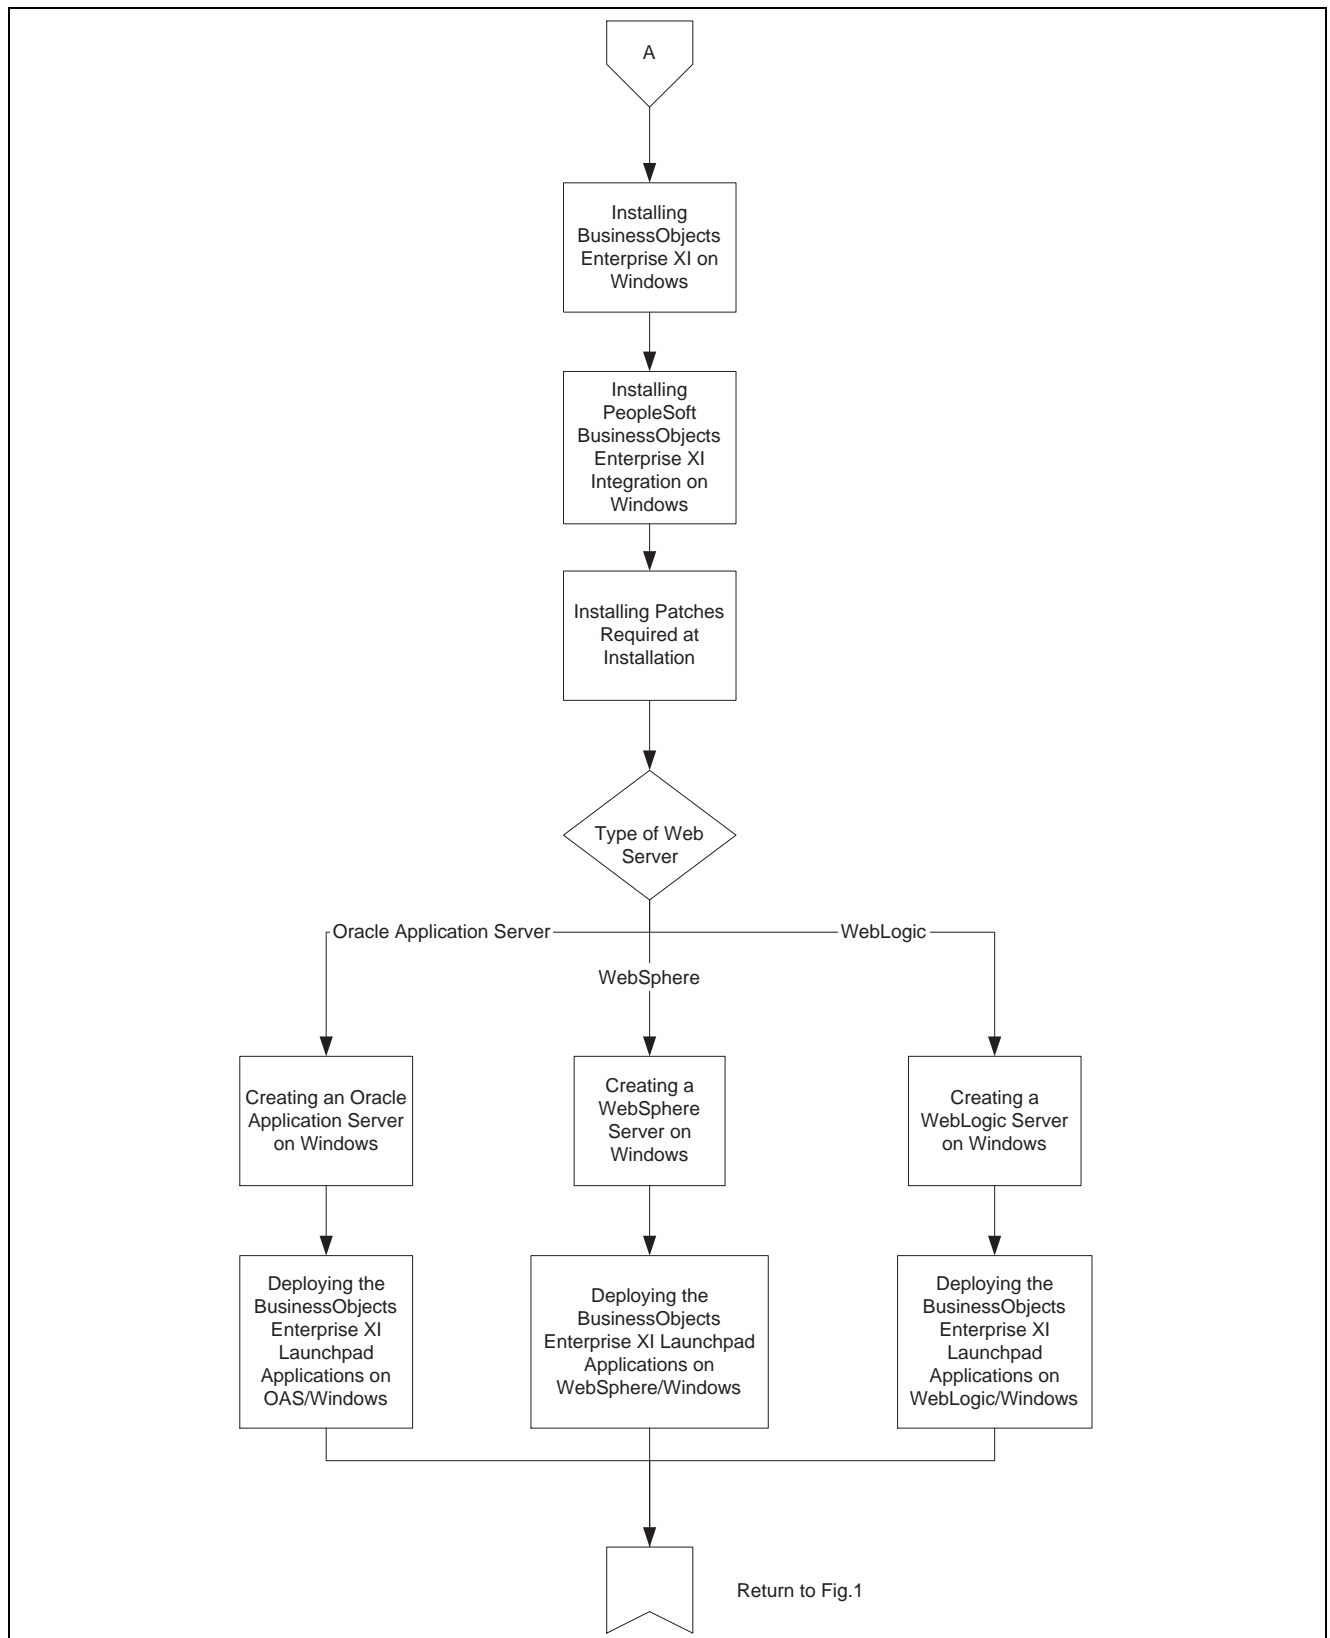 A
Installing
BusinessObjects
Enterprise XI on
Windows
Installing
PeopleSoft
BusinessObjects
Enterprise XI
Integration on
Windows
Installing Patches
Required at
Installation
Type of Web
Server
Oracle Application Server
WebLogic
WebSphere
Creating an Oracle
Application Server
on Windows
Creating a
WebSphere
Server on
Windows
Creating a
WebLogic Server
on Windows
Deploying the
BusinessObjects
Enterprise XI
Launchpad
Applications on
OAS/Windows
Deploying the
BusinessObjects
Enterprise XI Launchpad
Applications on
WebSphere/Windows
Deploying the
BusinessObjects
Enterprise XI
Launchpad
Applications on
WebLogic/Windows
Return to Fig.1